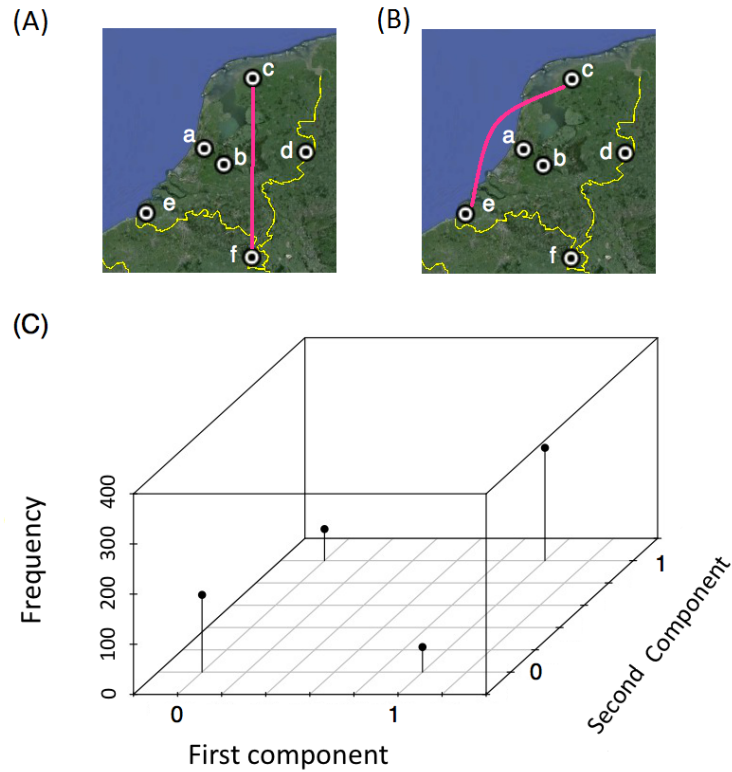 (A)
(B)
c
a
b
d
e
f
c
a
b
d
e
f
(C)
Frequency
400
300
200
100
0
0
1
First component
0
1
Second Component